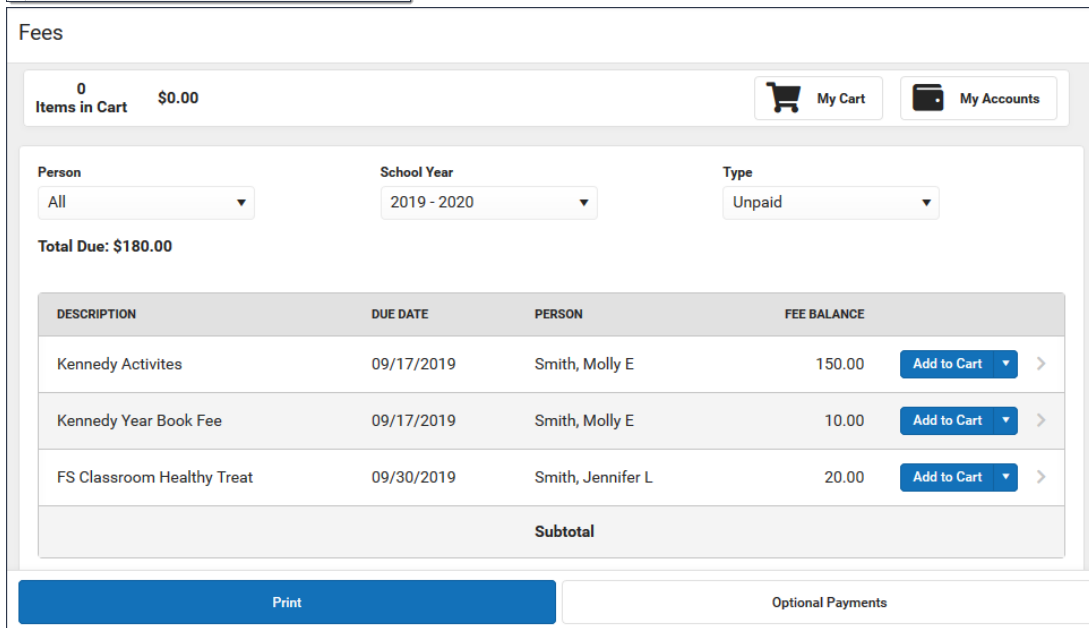 Fees
0
Items in Cart
$0.00
My Cart
My Accounts
Person
School Year
Type
All
2019 - 2020
Unpaid
Total Due: $180.00
DESCRIPTION DUE DATE PERSON FEE BALANCE
Kennedy Activites 09/17/2019 Smith, Molly E 150.00 Add to Cart
Kennedy Year Book Fee 09/17/2019 Smith, Molly E 10.00 Add to Cart
FS Classroom Healthy Treat 09/30/2019 Smith, Jennifer L 20.00 Add to Cart
Subtotal
Print
Optional Payments